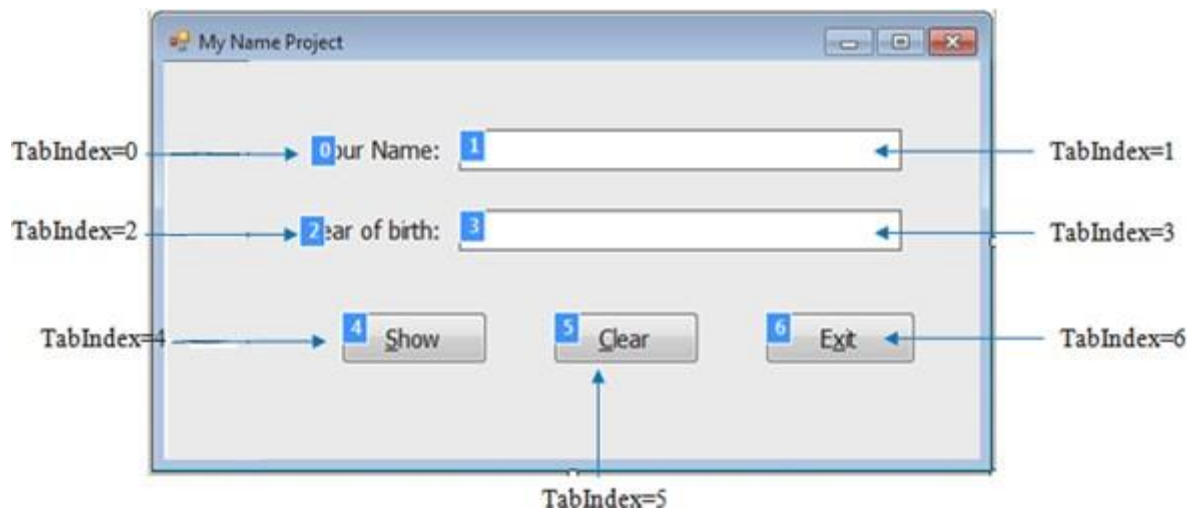 My Name Project
TabIndex=0 0 our Name: 1 TabIndex=1
TabIndex=2 2 ear of birth: 3 TabIndex=3
TabIndex=4 4 Show 5 Clear 6 Exit TabIndex=6
TabIndex=5